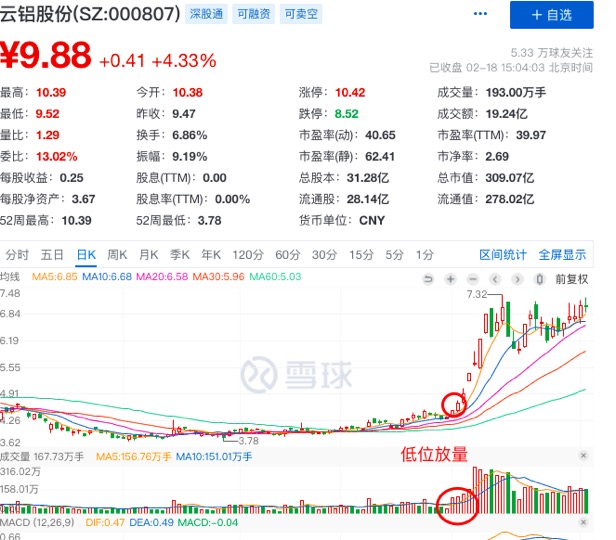 云铝股份(SZ:000807) 深股通 可融资 可卖空 ••• + 自选
¥9.88 +0.41 +4.33%
5.33 万球友关注
已收盘 02-18 15:04:03 北京时间
最高： 10.39 今开： 10.38 涨停： 10.42 成交量： 193.00万手
最低： 9.52 昨收： 9.47 跌停： 8.52 成交额： 19.24亿
量比： 1.29 换手： 6.86% 市盈率(动)： 40.65 市盈率(TTM)： 39.97
委比： 13.02% 振幅： 9.19% 市盈率(静)： 62.41 市净率： 2.69
每股收益： 0.25 股息(TTM)： 0.00 总股本： 31.28亿 总市值： 309.07亿
每股净资产： 3.67 股息率(TTM)： 0.00% 流通股： 28.14亿 流通值： 278.02亿
52周最高： 10.39 52周最低： 3.78 货币单位： CNY
分时 五日 日K 周K 月K 季K 年K 120分 60分 30分 15分 5分 1分 区间统计 全屏显示
均线 MA5:6.85 MA10:6.68 MA20:6.58 MA30:5.96 MA60:5.03 前复权
7.48
7.32
6.84
6.19
5.55
雪球
4.91
4.26
3.62
3.78
低位放量
成交量 167.73万手 MA5:156.76万手 MA10:151.01万手
316.02万
158.01万
MACD (12,26,9) DIF:0.47 DEA:0.49 MACD:−0.04
0.66